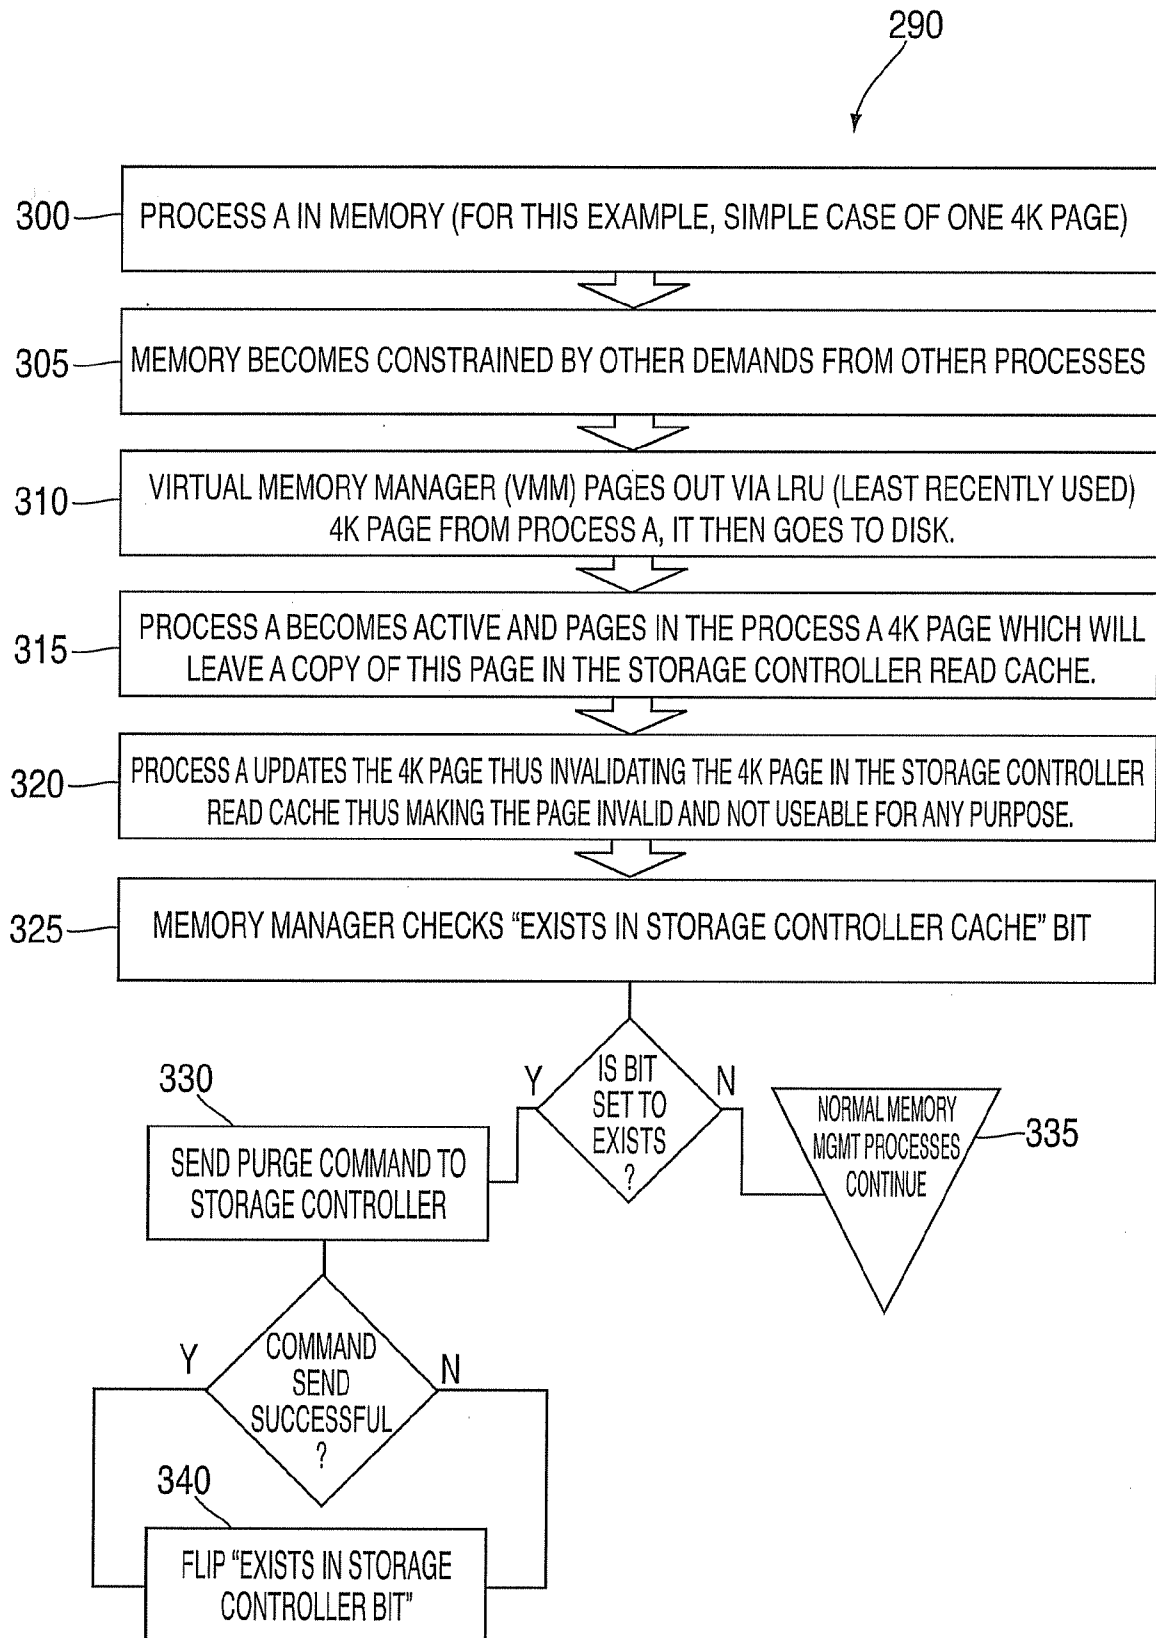 290
300
PROCESS A IN MEMORY (FOR THIS EXAMPLE, SIMPLE CASE OF ONE 4K PAGE)
305
MEMORY BECOMES CONSTRAINED BY OTHER DEMANDS FROM OTHER PROCESSES
310
VIRTUAL MEMORY MANAGER (VMM) PAGES OUT VIA LRU (LEAST RECENTLY USED)
4K PAGE FROM PROCESS A, IT THEN GOES TO DISK.
315
PROCESS A BECOMES ACTIVE AND PAGES IN THE PROCESS A 4K PAGE WHICH WILL
LEAVE A COPY OF THIS PAGE IN THE STORAGE CONTROLLER READ CACHE.
320
PROCESS A UPDATES THE 4K PAGE THUS INVALIDATING THE 4K PAGE IN THE STORAGE CONTROLLER
READ CACHE THUS MAKING THE PAGE INVALID AND NOT USEABLE FOR ANY PURPOSE.
325
MEMORY MANAGER CHECKS “EXISTS IN STORAGE CONTROLLER CACHE” BIT
IS BIT
SET TO
EXISTS
?
Y
N
330
SEND PURGE COMMAND TO
STORAGE CONTROLLER
NORMAL MEMORY
MGMT PROCESSES
CONTINUE
335
COMMAND
SEND
SUCCESSFUL
?
Y
N
340
FLIP “EXISTS IN STORAGE
CONTROLLER BIT”